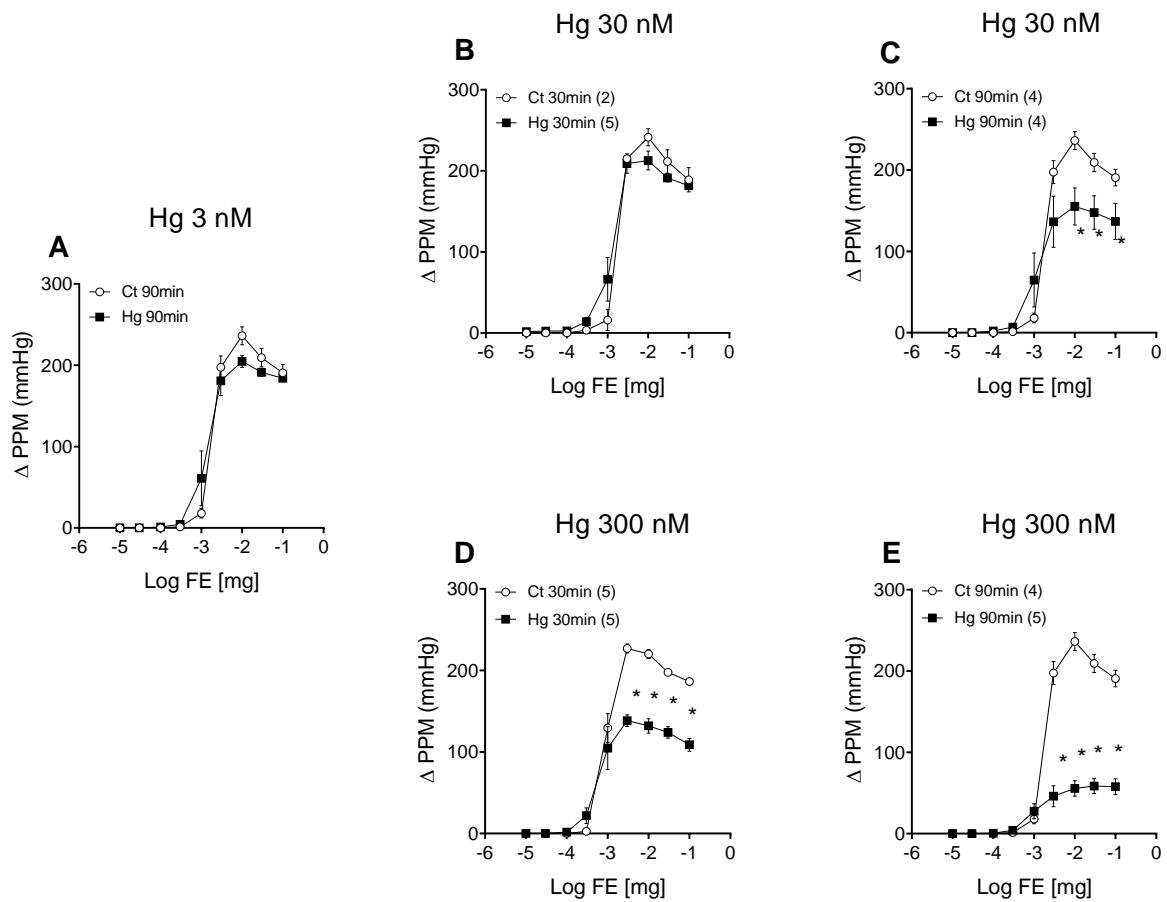 Hg 3 nM
A
Δ PPM (mmHg)
300
200
100
0
Ct 90min
Hg 90min
-6 -5 -4 -3 -2 -1 0
Log FE [mg]
Hg 30 nM
B
Δ PPM (mmHg)
300
200
100
0
Ct 30min (2)
Hg 30min (5)
-6 -5 -4 -3 -2 -1 0
Log FE [mg]
Hg 30 nM
C
Δ PPM (mmHg)
300
200
100
0
Ct 90min (4)
Hg 90min (4)
* * *
-6 -5 -4 -3 -2 -1 0
Log FE [mg]
Hg 300 nM
D
Δ PPM (mmHg)
300
200
100
0
Ct 30min (5)
Hg 30min (5)
* * * *
-6 -5 -4 -3 -2 -1 0
Log FE [mg]
Hg 300 nM
E
Δ PPM (mmHg)
300
200
100
0
Ct 90min (4)
Hg 90min (5)
* * * *
-6 -5 -4 -3 -2 -1 0
Log FE [mg]